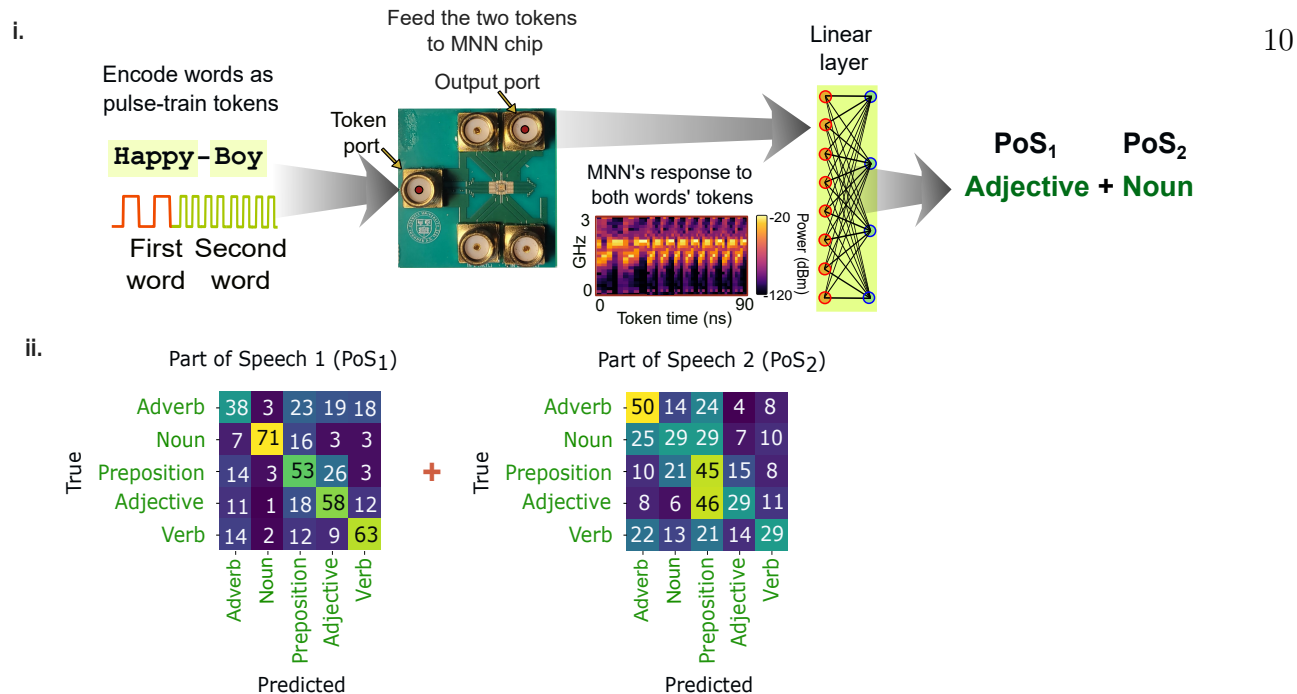 i.
10
Encode words as
pulse-train tokens
Happy-Boy
First Second
word word
Feed the two tokens
to MNN chip
Output port
Token
port
MNN's response to
both words' tokens
3
GHz
0
0 90
Token time (ns)
-20
Power (dBm)
-120
Linear
layer
PoS₁ PoS₂
Adjective + Noun
ii.
Part of Speech 1 (PoS1)
True
Adverb 38 3 23 19 18
Noun 7 71 16 3 3
Preposition 14 3 53 26 3
Adjective 11 1 18 58 12
Verb 14 2 12 9 63
Adverb Noun Preposition Adjective Verb
Predicted
+
Part of Speech 2 (PoS2)
True
Adverb 50 14 24 4 8
Noun 25 29 29 7 10
Preposition 10 21 45 15 8
Adjective 8 6 46 29 11
Verb 22 13 21 14 29
Adverb Noun Preposition Adjective Verb
Predicted